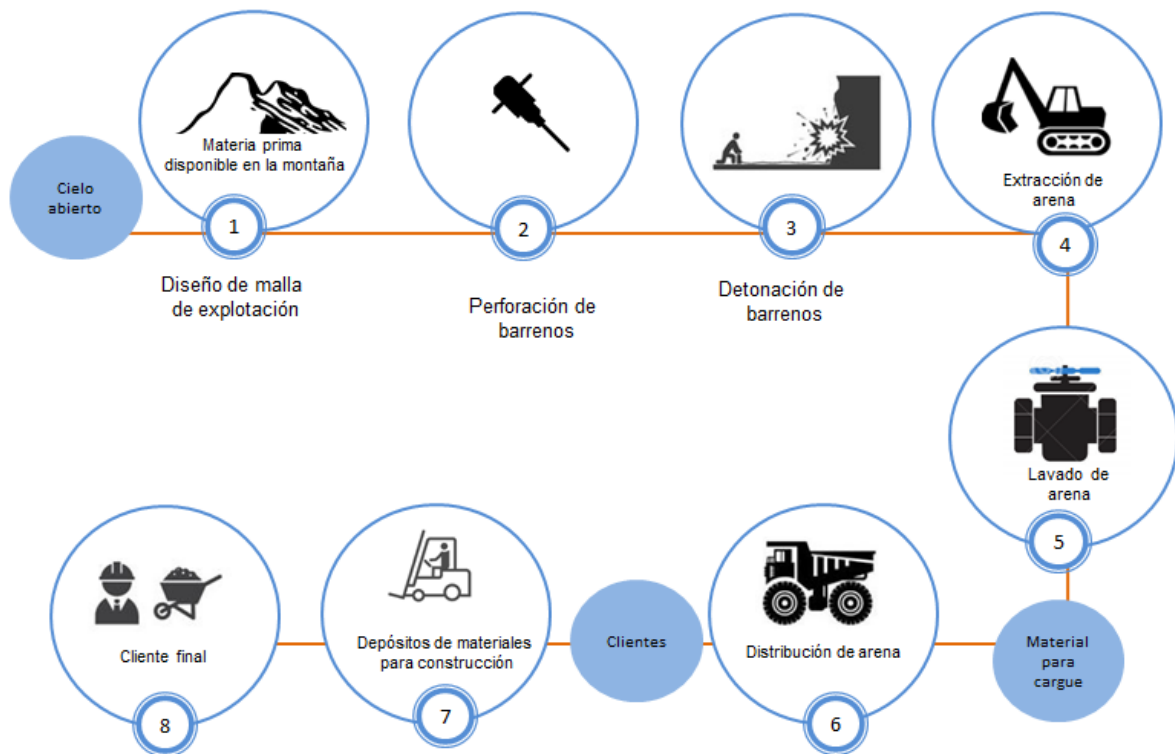 Cielo
abierto
Materia prima
disponible en la montaña
1
Diseño de malla
de explotación
2
Perforación de
barrenos
3
Detonación de
barrenos
Extracción de
arena
4
Lavado de
arena
5
Material
para
cargue
Distribución de arena
6
Clientes
Depósitos de materiales
para construcción
7
Cliente final
8